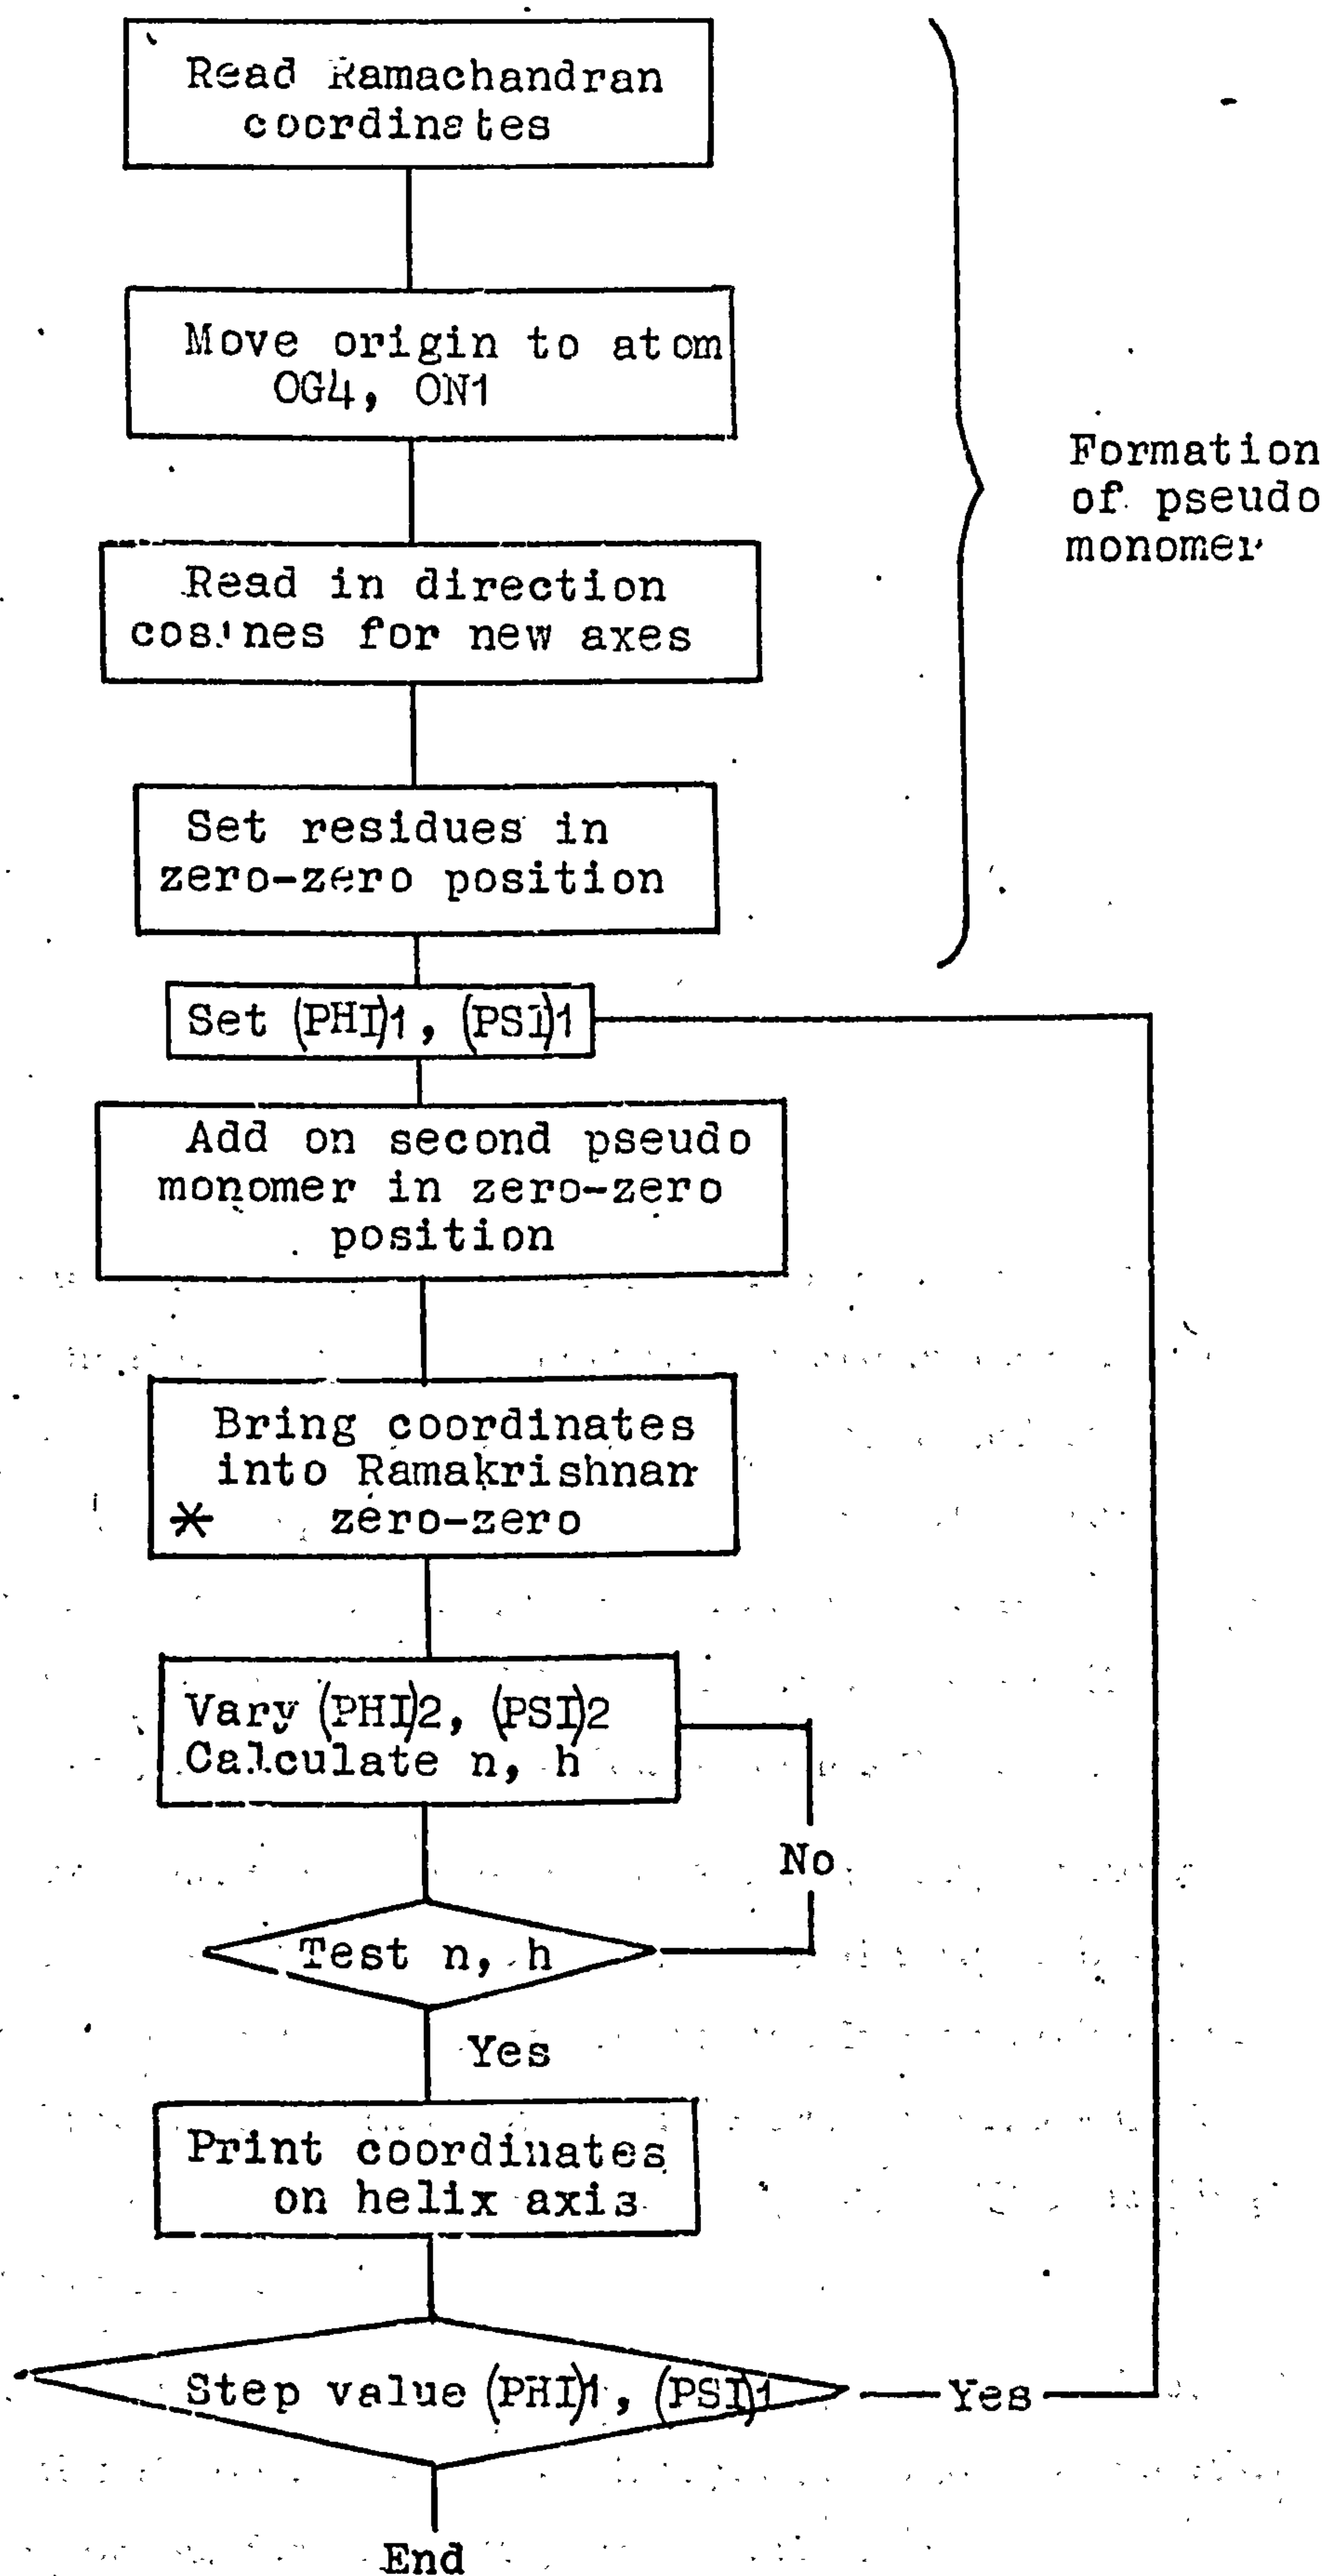 Read Ramachandran
coordinates
Move origin to atom
OG4, ON1
Read in direction
cosines for new axes
Set residues in
zero-zero position
Formation
of pseudo
monomer
Set (PHI)1, (PSI)1
Add on second pseudo
monomer in zero-zero
position
Bring coordinates
into Ramakrishnan
* zero-zero
Vary (PHI)2, (PSI)2
Calculate n, h
No
Test n, h
Yes
Print coordinates
on helix axis
Step value (PHI)1, (PSI)1
Yes
End